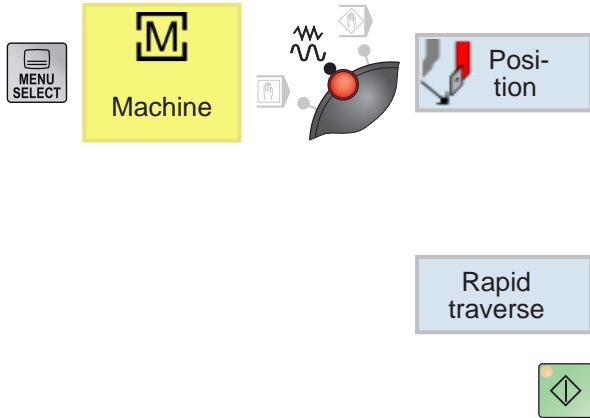 MENU
SELECT
M
Machine
Posi-
tion
Rapid
traverse